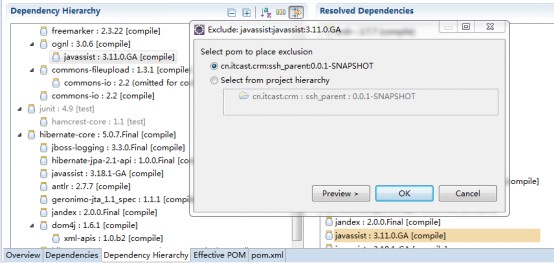 Dependency Hierarchy
Resolved Dependencies
freemarker : 2.3.22 [compile]
ognl : 3.0.6 [compile]
javassist : 3.11.0.GA [compile]
commons-fileupload : 1.3.1 [compile]
commons-io : 2.2 (omitted for co
commons-io : 2.2 [compile]
junit : 4.9 [test]
hamcrest-core : 1.1 [test]
hibernate-core : 5.0.7.Final [compile]
jboss-logging : 3.3.0.Final [compile]
hibernate-jpa-2.1-api : 1.0.0.Final [comp
javassist : 3.18.1-GA [compile]
antlr : 2.7.7 [compile]
geronimo-jta_1.1_spec : 1.1.1 [comp
jandex : 2.0.0.Final [compile]
dom4j : 1.6.1 [compile]
xml-apis : 1.0.b2 [compile]
Exclude: javassist:javassist:3.11.0.GA
Select pom to place exclusion
cn.itcast.crm:ssh_parent:0.0.1-SNAPSHOT
Select from project hierarchy
cn.itcast.crm : ssh_parent : 0.0.1-SNAPSHOT
Preview >
OK
Cancel
ompile]
jandex : 2.0.0.Final [compile]
javassist : 3.11.0.GA [compile]
Overview
Dependencies
Dependency Hierarchy
Effective POM
pom.xml